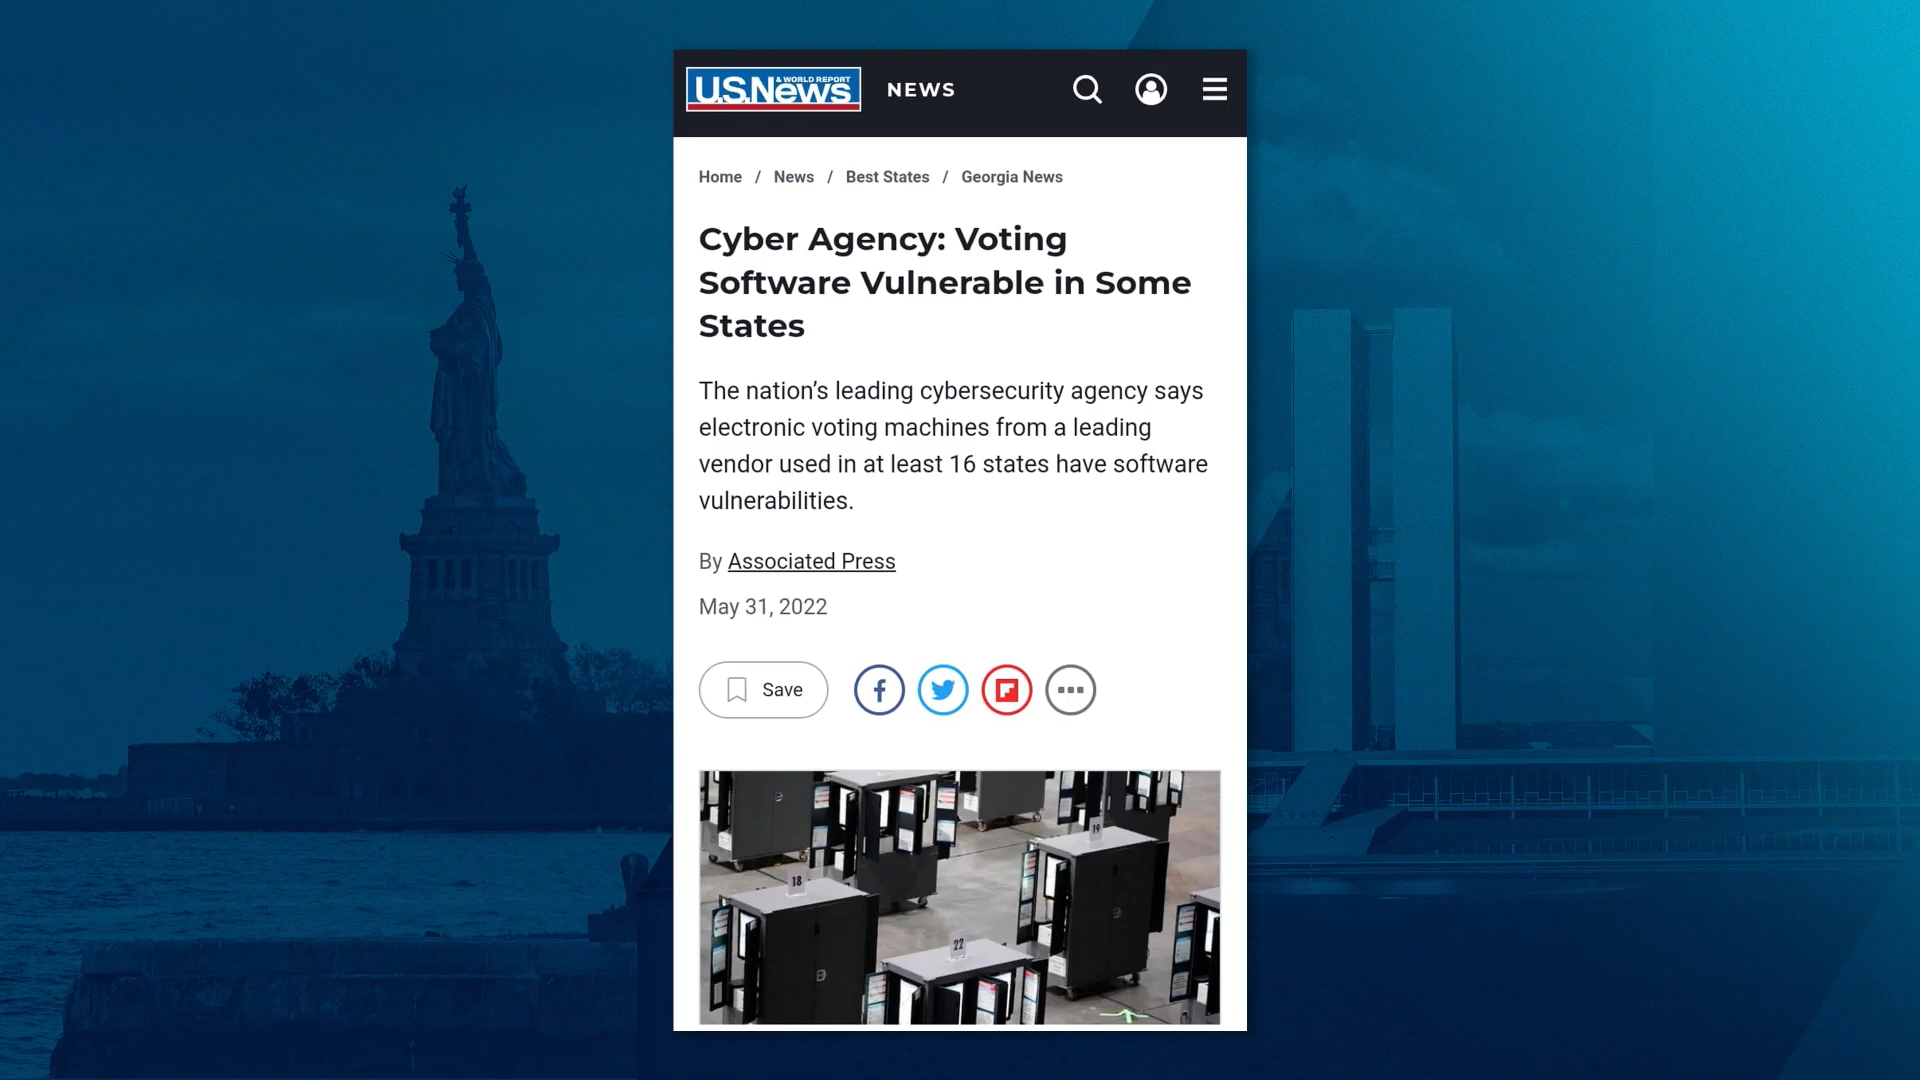 U.S.News & WORLD REPORT
NEWS
Home / News / Best States / Georgia News
Cyber Agency: Voting
Software Vulnerable in Some
States
The nation’s leading cybersecurity agency says
electronic voting machines from a leading
vendor used in at least 16 states have software
vulnerabilities.
By Associated Press
May 31, 2022
Save
19
18
22